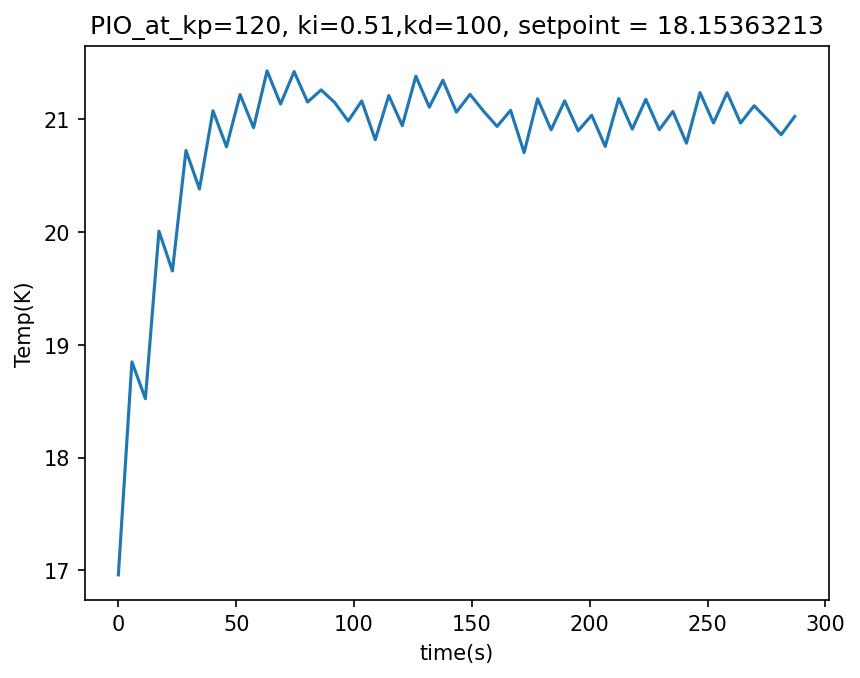 PIO_at_kp=120, ki=0.51,kd=100, setpoint = 18.15363213
21
20
19
18
17
Temp(K)
0 50 100 150 200 250 300
time(s)